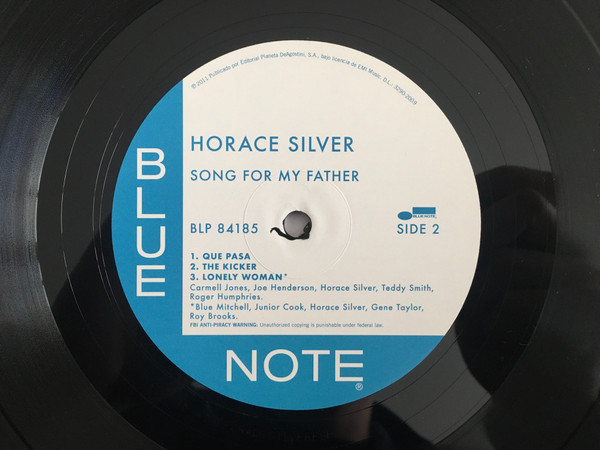 ℗2011 Publicado por Editorial Planeta DeAgostini, S.A., bajo licencia de EMI Music. D.L.: 3290-2009
HORACE SILVER
SONG FOR MY FATHER
BLP 84185
BLUE NOTE
SIDE 2
1. QUE PASA
2. THE KICKER
3. LONELY WOMAN*
Carmell Jones, Joe Henderson, Horace Silver, Teddy Smith,
Roger Humphries.
*Blue Mitchell, Junior Cook, Horace Silver, Gene Taylor,
Roy Brooks.
FBI ANTI-PIRACY WARNING: Unauthorized copying is punishable under federal law.
BLUE
NOTE®